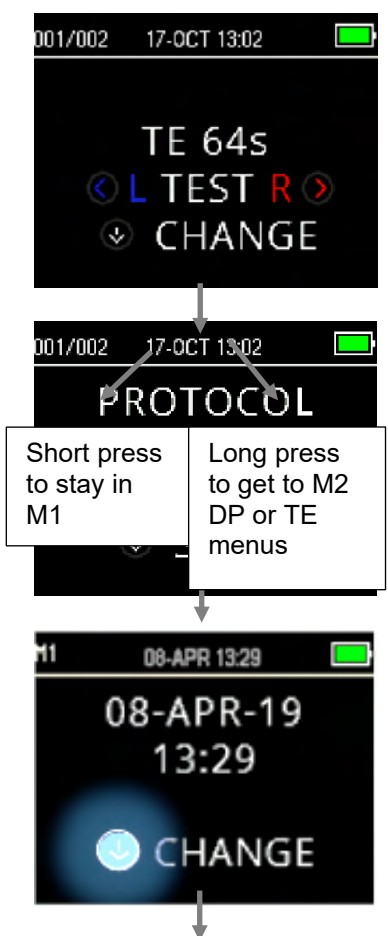 001/002 17-OCT 13:02
TE 64s
L TEST R
CHANGE
001/002 17-OCT 13:02
PROTOCOL
Short press
to stay in
M1
Long press
to get to M2
DP or TE
menus
M1 08-APR 13:29
08-APR-19
13:29
CHANGE